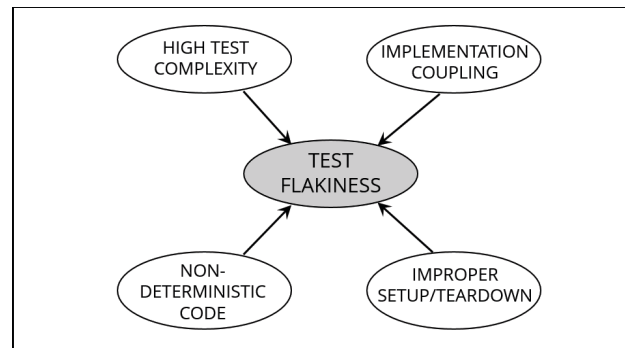 HIGH TEST
COMPLEXITY
IMPLEMENTATION
COUPLING
TEST
FLAKINESS
NON-
DETERMINISTIC
CODE
IMPROPER
SETUP/TEARDOWN